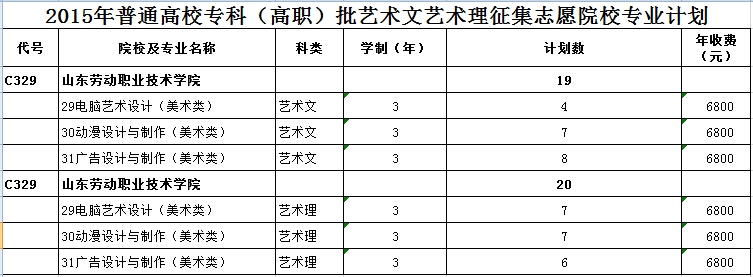 2015年普通高校专科（高职）批艺术文艺术理征集志愿院校专业计划
代号 院校及专业名称 科类 学制（年） 计划数 年收费（元）
C329 山东劳动职业技术学院 19
29电脑艺术设计（美术类） 艺术文 3 4 6800
30动漫设计与制作（美术类） 艺术文 3 7 6800
31广告设计与制作（美术类） 艺术文 3 8 6800
C329 山东劳动职业技术学院 20
29电脑艺术设计（美术类） 艺术理 3 7 6800
30动漫设计与制作（美术类） 艺术理 3 7 6800
31广告设计与制作（美术类） 艺术理 3 6 6800